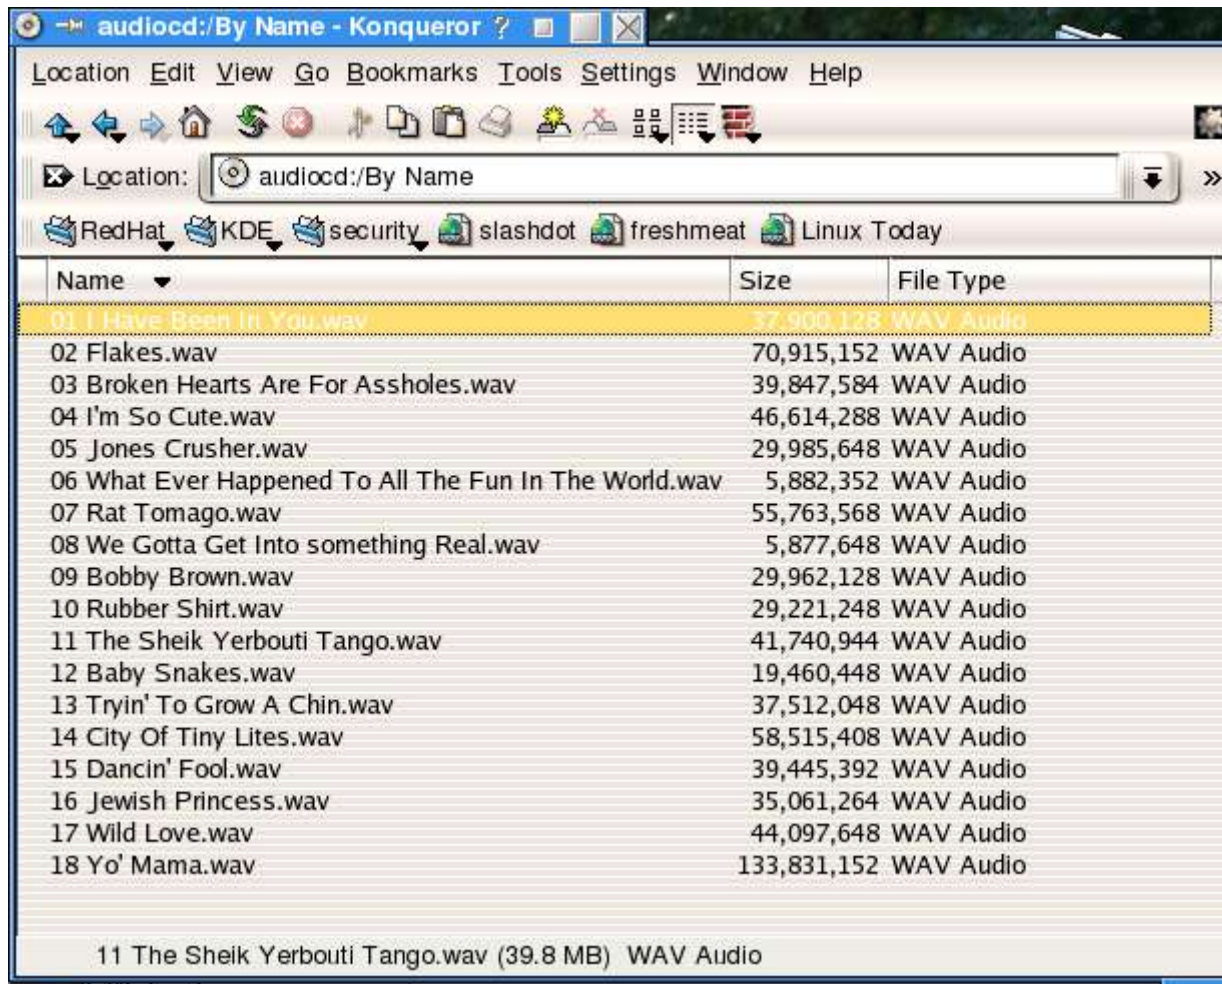 audiocd:/By Name - Konqueror ?
Location Edit View Go Bookmarks Tools Settings Window Help
Location: audiocd:/By Name »
RedHat KDE security slashdot freshmeat Linux Today
Name Size File Type
01 I Have Been In You.wav 37,900,128 WAV Audio
02 Flakes.wav 70,915,152 WAV Audio
03 Broken Hearts Are For Assholes.wav 39,847,584 WAV Audio
04 I'm So Cute.wav 46,614,288 WAV Audio
05 Jones Crusher.wav 29,985,648 WAV Audio
06 What Ever Happened To All The Fun In The World.wav 5,882,352 WAV Audio
07 Rat Tomago.wav 55,763,568 WAV Audio
08 We Gotta Get Into something Real.wav 5,877,648 WAV Audio
09 Bobby Brown.wav 29,962,128 WAV Audio
10 Rubber Shirt.wav 29,221,248 WAV Audio
11 The Sheik Yerbouti Tango.wav 41,740,944 WAV Audio
12 Baby Snakes.wav 19,460,448 WAV Audio
13 Tryin' To Grow A Chin.wav 37,512,048 WAV Audio
14 City Of Tiny Lites.wav 58,515,408 WAV Audio
15 Dancin' Fool.wav 39,445,392 WAV Audio
16 Jewish Princess.wav 35,061,264 WAV Audio
17 Wild Love.wav 44,097,648 WAV Audio
18 Yo' Mama.wav 133,831,152 WAV Audio
11 The Sheik Yerbouti Tango.wav (39.8 MB) WAV Audio